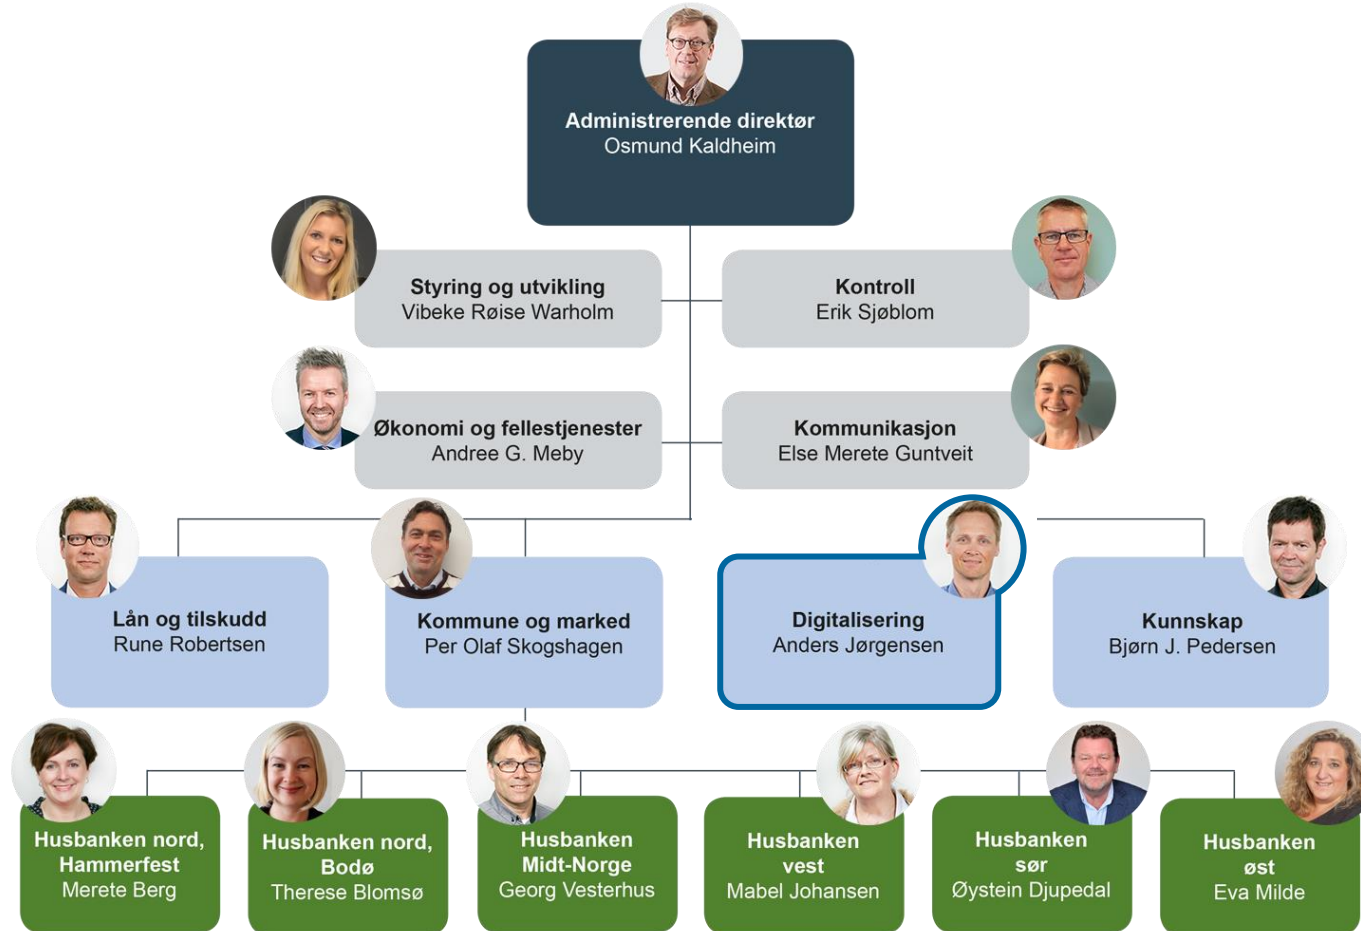 Administrerende direktør
Osmund Kaldheim
Styring og utvikling
Vibeke Røise Warholm
Kontroll
Erik Sjøblom
Økonomi og fellestjenester
Andree G. Meby
Kommunikasjon
Else Merete Guntveit
Lån og tilskudd
Rune Robertsen
Kommune og marked
Per Olaf Skogshagen
Digitalisering
Anders Jørgensen
Kunnskap
Bjørn J. Pedersen
Husbanken nord,
Hammerfest
Merete Berg
Husbanken nord,
Bodø
Therese Blomsø
Husbanken
Midt-Norge
Georg Vesterhus
Husbanken
vest
Mabel Johansen
Husbanken
sør
Øystein Djupedal
Husbanken
øst
Eva Milde